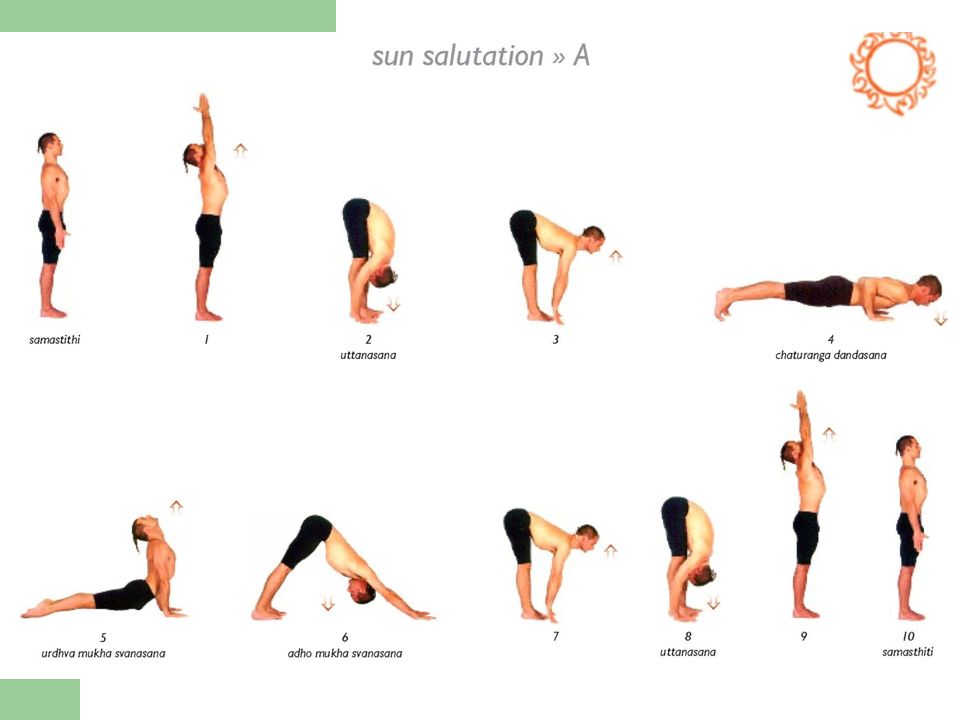 sun salutation » A
samastithi
1
2
uttanasana
3
4
chaturanga dandasana
5
urdhva mukha svanasana
6
adho mukha svanasana
7
8
uttanasana
9
10
samasthiti